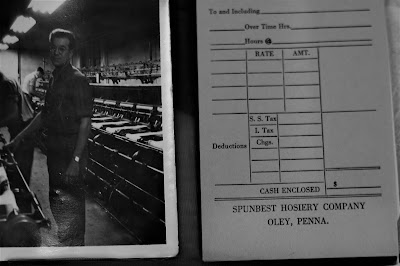 To and Including
Over Time Hrs.
Hours @
RATE AMT.
S. S. Tax
Deductions
I. Tax
Chgs.
CASH ENCLOSED $
SPUNBEST HOSIERY COMPANY
OLEY, PENNA.